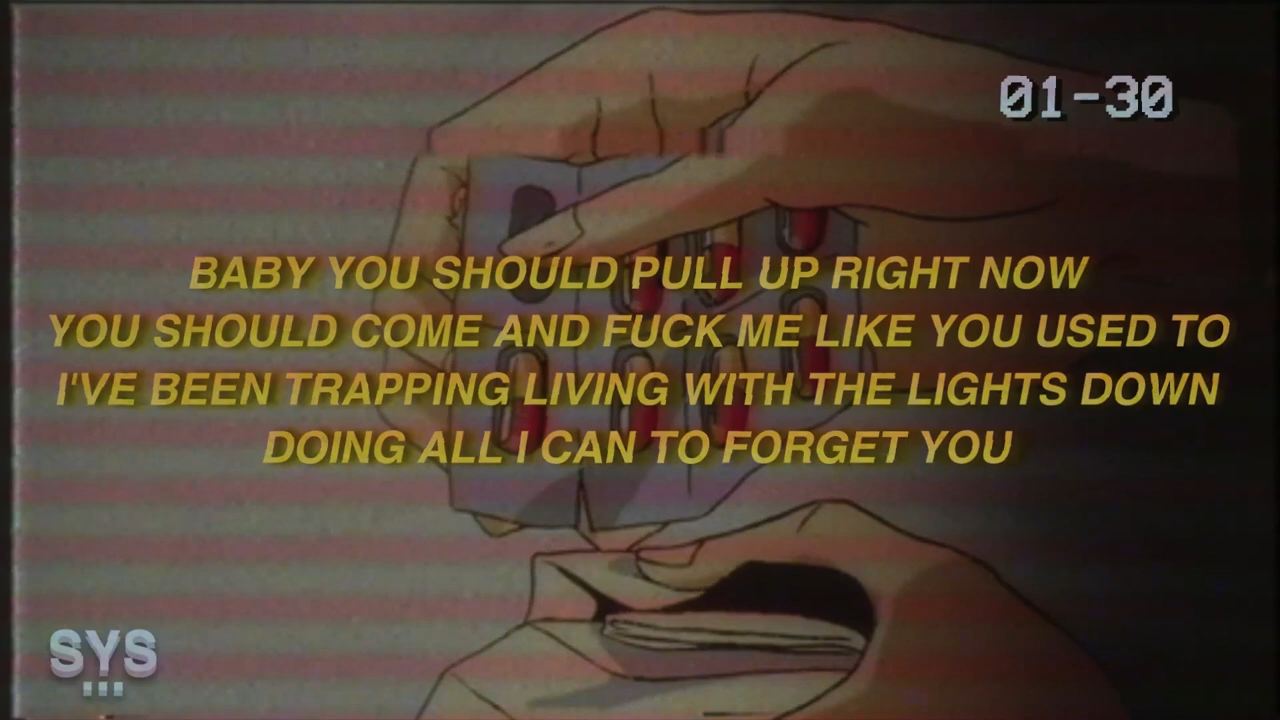 01-30
BABY YOU SHOULD PULL UP RIGHT NOW
YOU SHOULD COME AND FUCK ME LIKE YOU USED TO
I'VE BEEN TRAPPING LIVING WITH THE LIGHTS DOWN
DOING ALL I CAN TO FORGET YOU
SYS